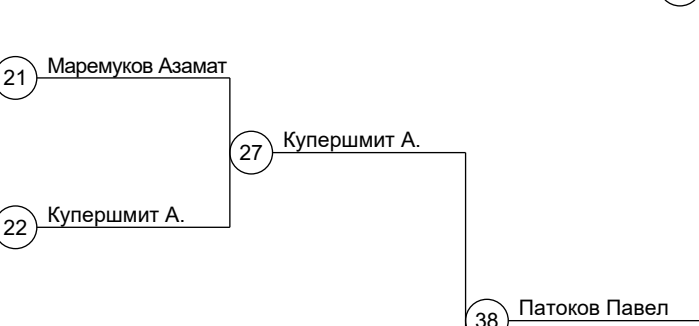 21 Маремуков Азамат
27 Купершмит А.
22 Купершмит А.
38 Патоков Павел